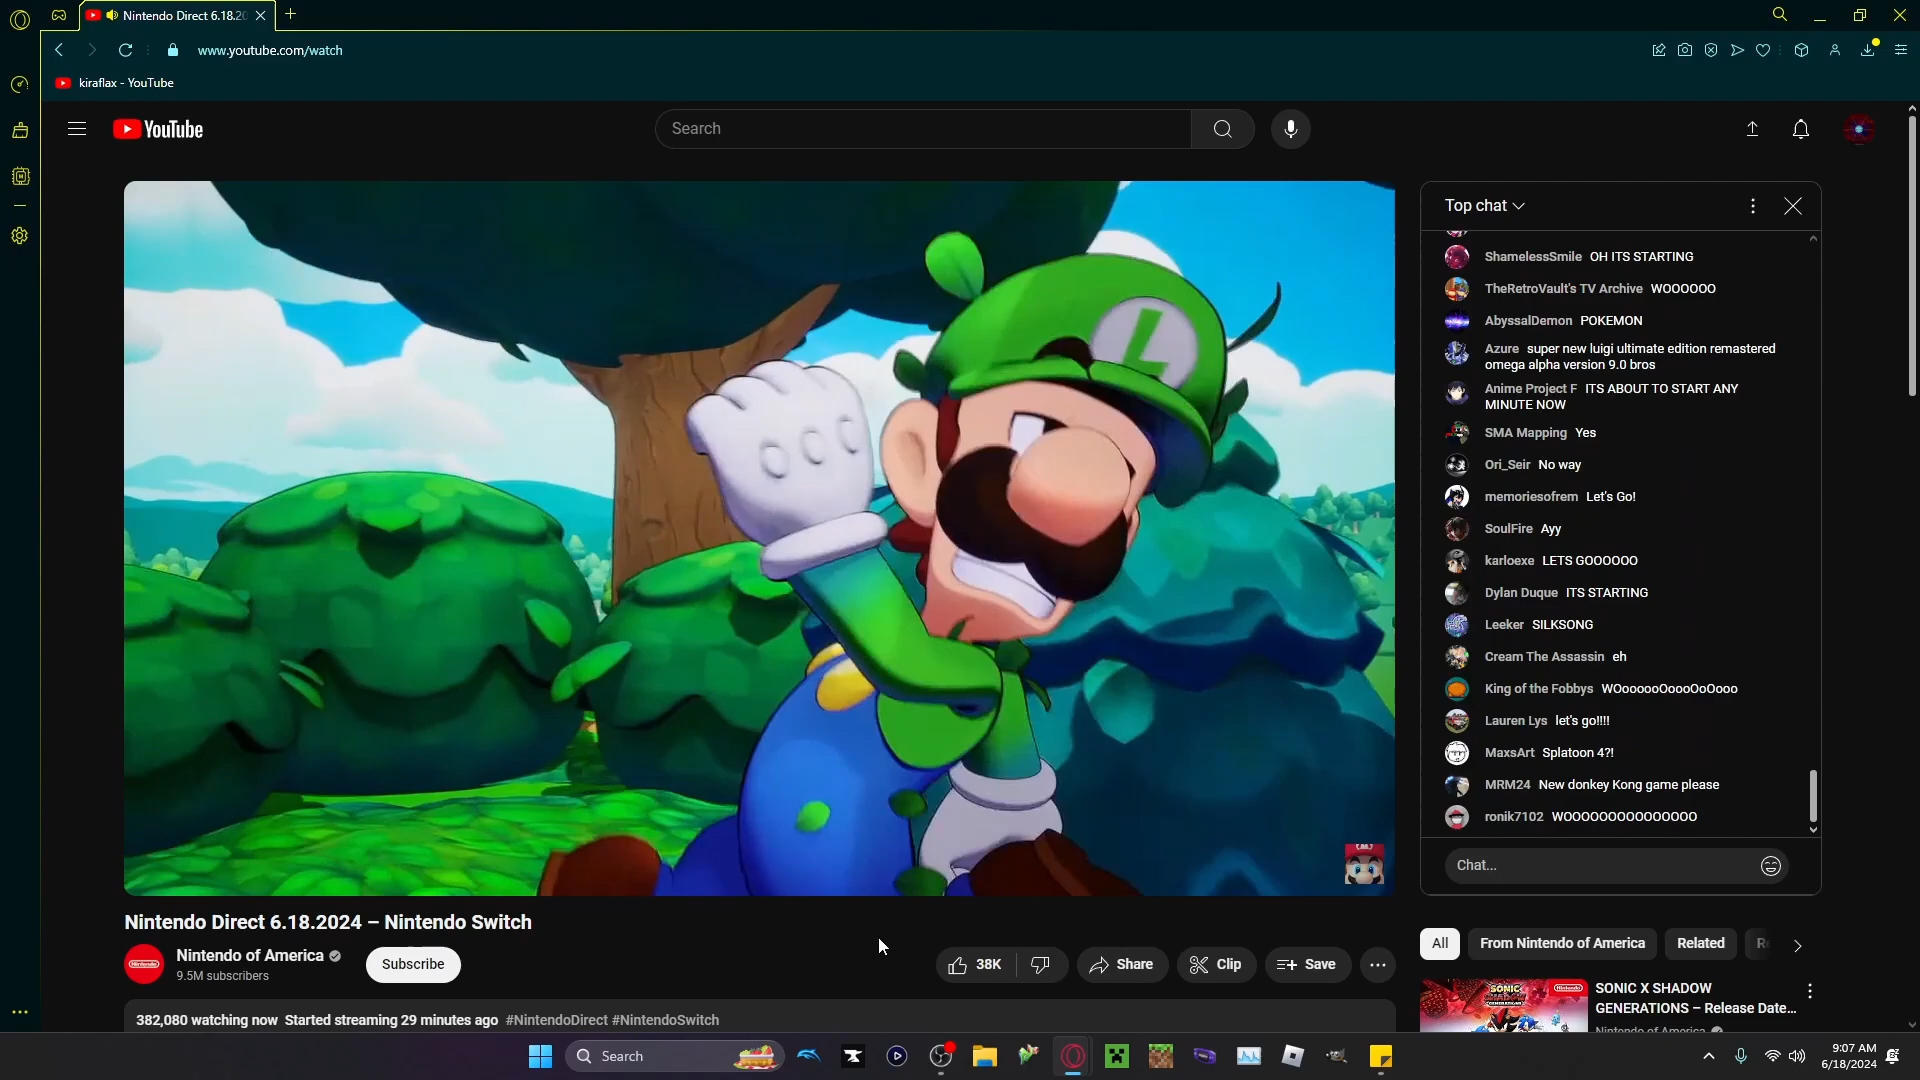 Nintendo Direct 6.18.20
www.youtube.com/watch
kiraflax - YouTube
YouTube
Search
L
Top chat
ShamelessSmile OH ITS STARTING
TheRetroVault's TV Archive WOOOOOO
AbyssalDemon POKEMON
Azure super new luigi ultimate edition remastered
omega alpha version 9.0 bros
Anime Project F ITS ABOUT TO START ANY
MINUTE NOW
SMA Mapping Yes
Ori_Seir No way
memoriesofrem Let's Go!
SoulFire Ayy
karloexe LETS GOOOOOO
Dylan Duque ITS STARTING
Leeker SILKSONG
Cream The Assassin eh
King of the Fobbys WOoooooOoooOoOooo
Lauren Lys let's go!!!!
MaxsArt Splatoon 4?!
MRM24 New donkey Kong game please
ronik7102 WOOOOOOOOOOOOOOO
Chat...
Nintendo Direct 6.18.2024 – Nintendo Switch
Nintendo of America
9.5M subscribers
Subscribe
38K
Share
Clip
Save
382,080 watching now Started streaming 29 minutes ago #NintendoDirect #NintendoSwitch
All
From Nintendo of America
Related
SONIC X SHADOW
GENERATIONS – Release Date...
Nintendo of America
Search
9:07 AM
6/18/2024